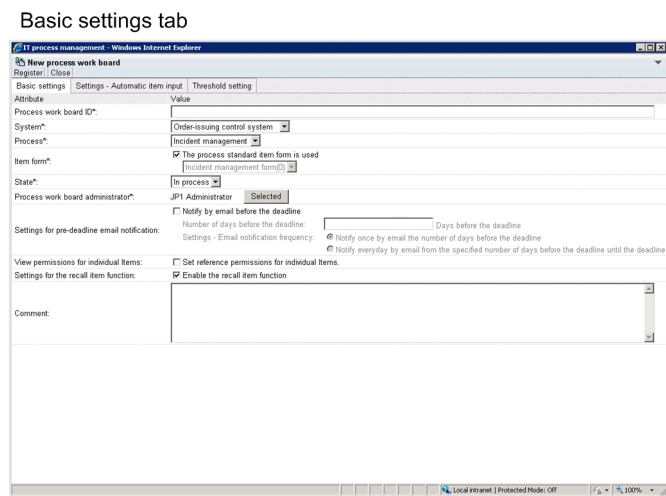 Basic settings tab
IT process management - Windows Internet Explorer
New process work board
Register Close
Basic settings Settings - Automatic item input Threshold setting
Attribute Value
Process work board ID*:
System*: Order-issuing control system
Process*: Incident management
Item form*: The process standard item form is used
Incident management form(0)
State*: In process
Process work board administrator*: JP1 Administrator Selected
Settings for pre-deadline email notification: Notify by email before the deadline
Number of days before the deadline: Days before the deadline
Settings - Email notification frequency: Notify once by email the number of days before the deadline
Notify everyday by email from the specified number of days before the deadline until the deadline
View permissions for individual Items: Set reference permissions for individual Items.
Settings for the recall item function: Enable the recall item function
Comment:
Local intranet | Protected Mode: Off 100%